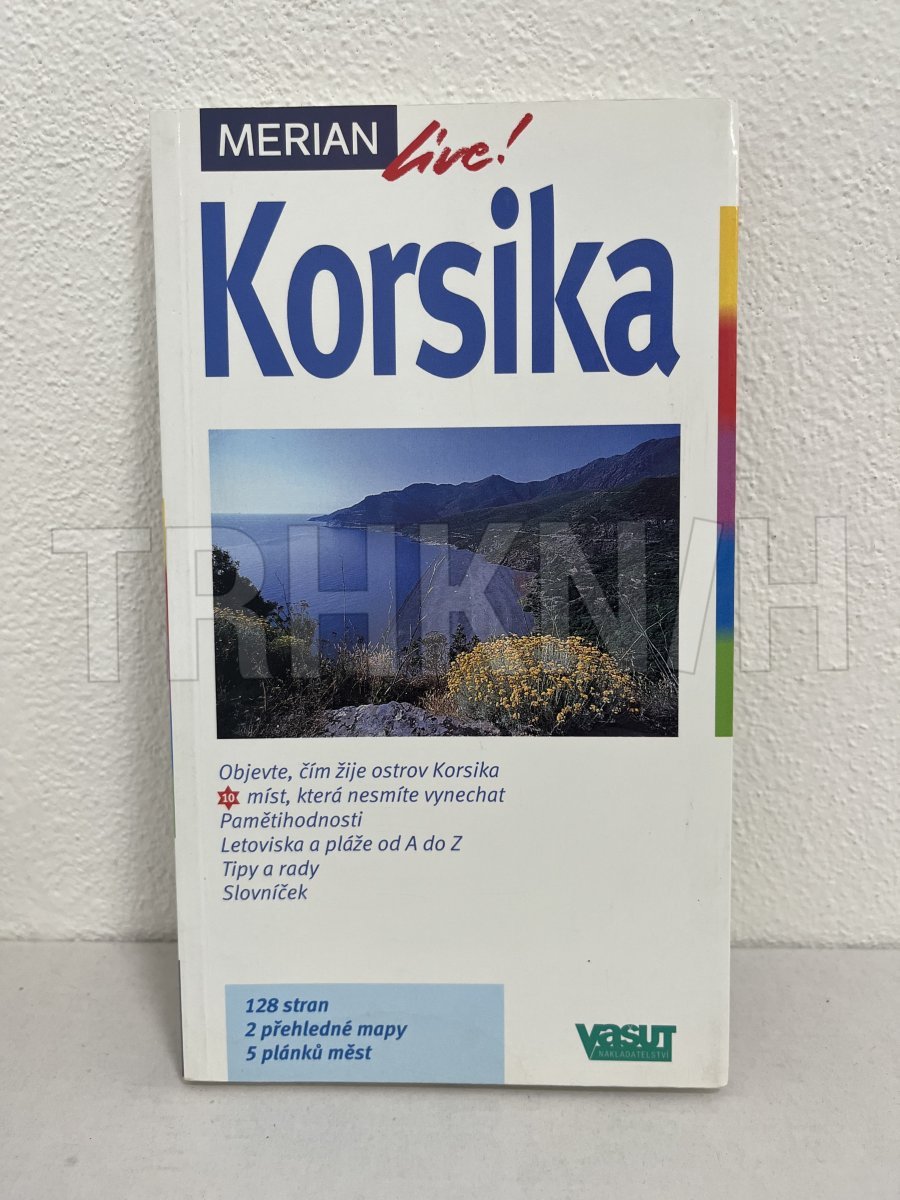 MERIAN live!
Korsika
TRHKNIH
Objevte, čím žije ostrov Korsika
10 míst, která nesmíte vynechat
Pamětihodnosti
Letoviska a pláže od A do Z
Tipy a rady
Slovníček
128 stran
2 přehledné mapy
5 plánků měst
vasut
NAKLADATELSTVÍ